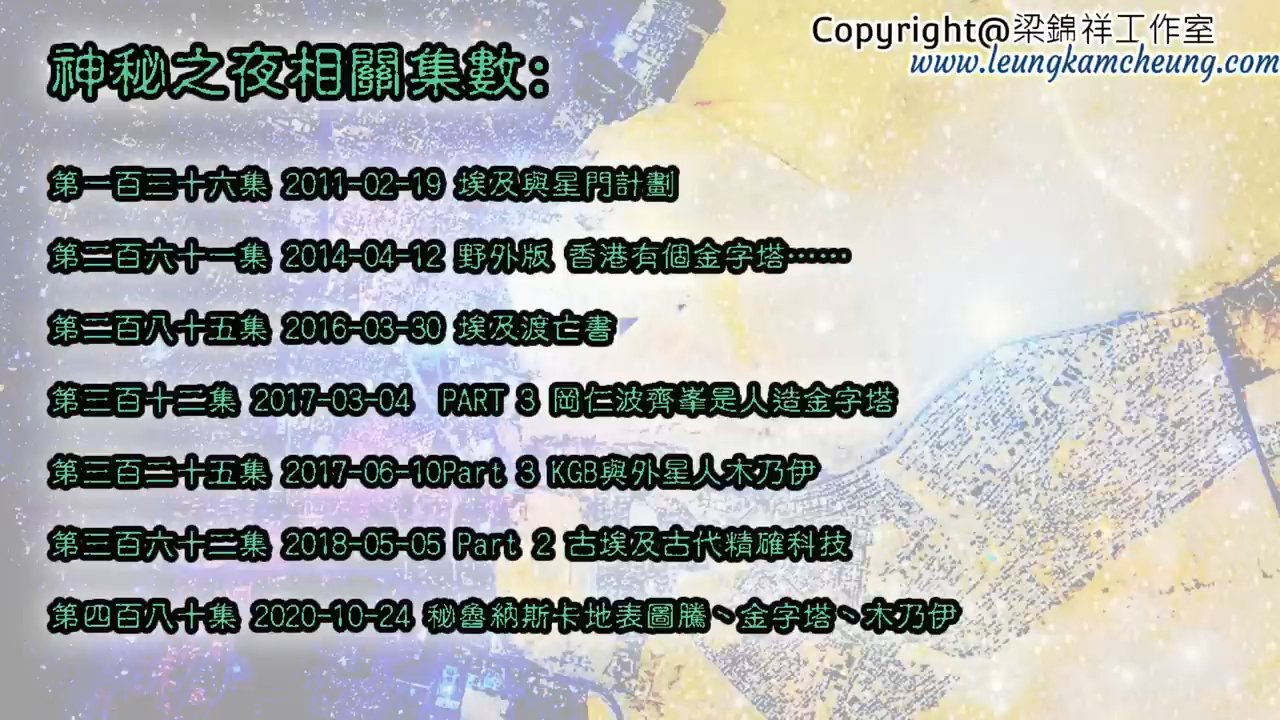 Copyright@梁錦祥工作室
www.leungkamcheung.com
神秘之夜相關集數:
第一百三十六集 2011-02-19 埃及與星門計劃
第二百六十一集 2014-04-12 野外版 香港有個金字塔……
第二百八十五集 2016-03-30 埃及渡亡書
第三百十二集 2017-03-04 PART 3 岡仁波齊峯是人造金字塔
第三百二十五集 2017-06-10Part 3 KGB與外星人木乃伊
第三百六十二集 2018-05-05 Part 2 古埃及古代精確科技
第四百八十集 2020-10-24 秘魯納斯卡地表圖騰、金字塔、木乃伊